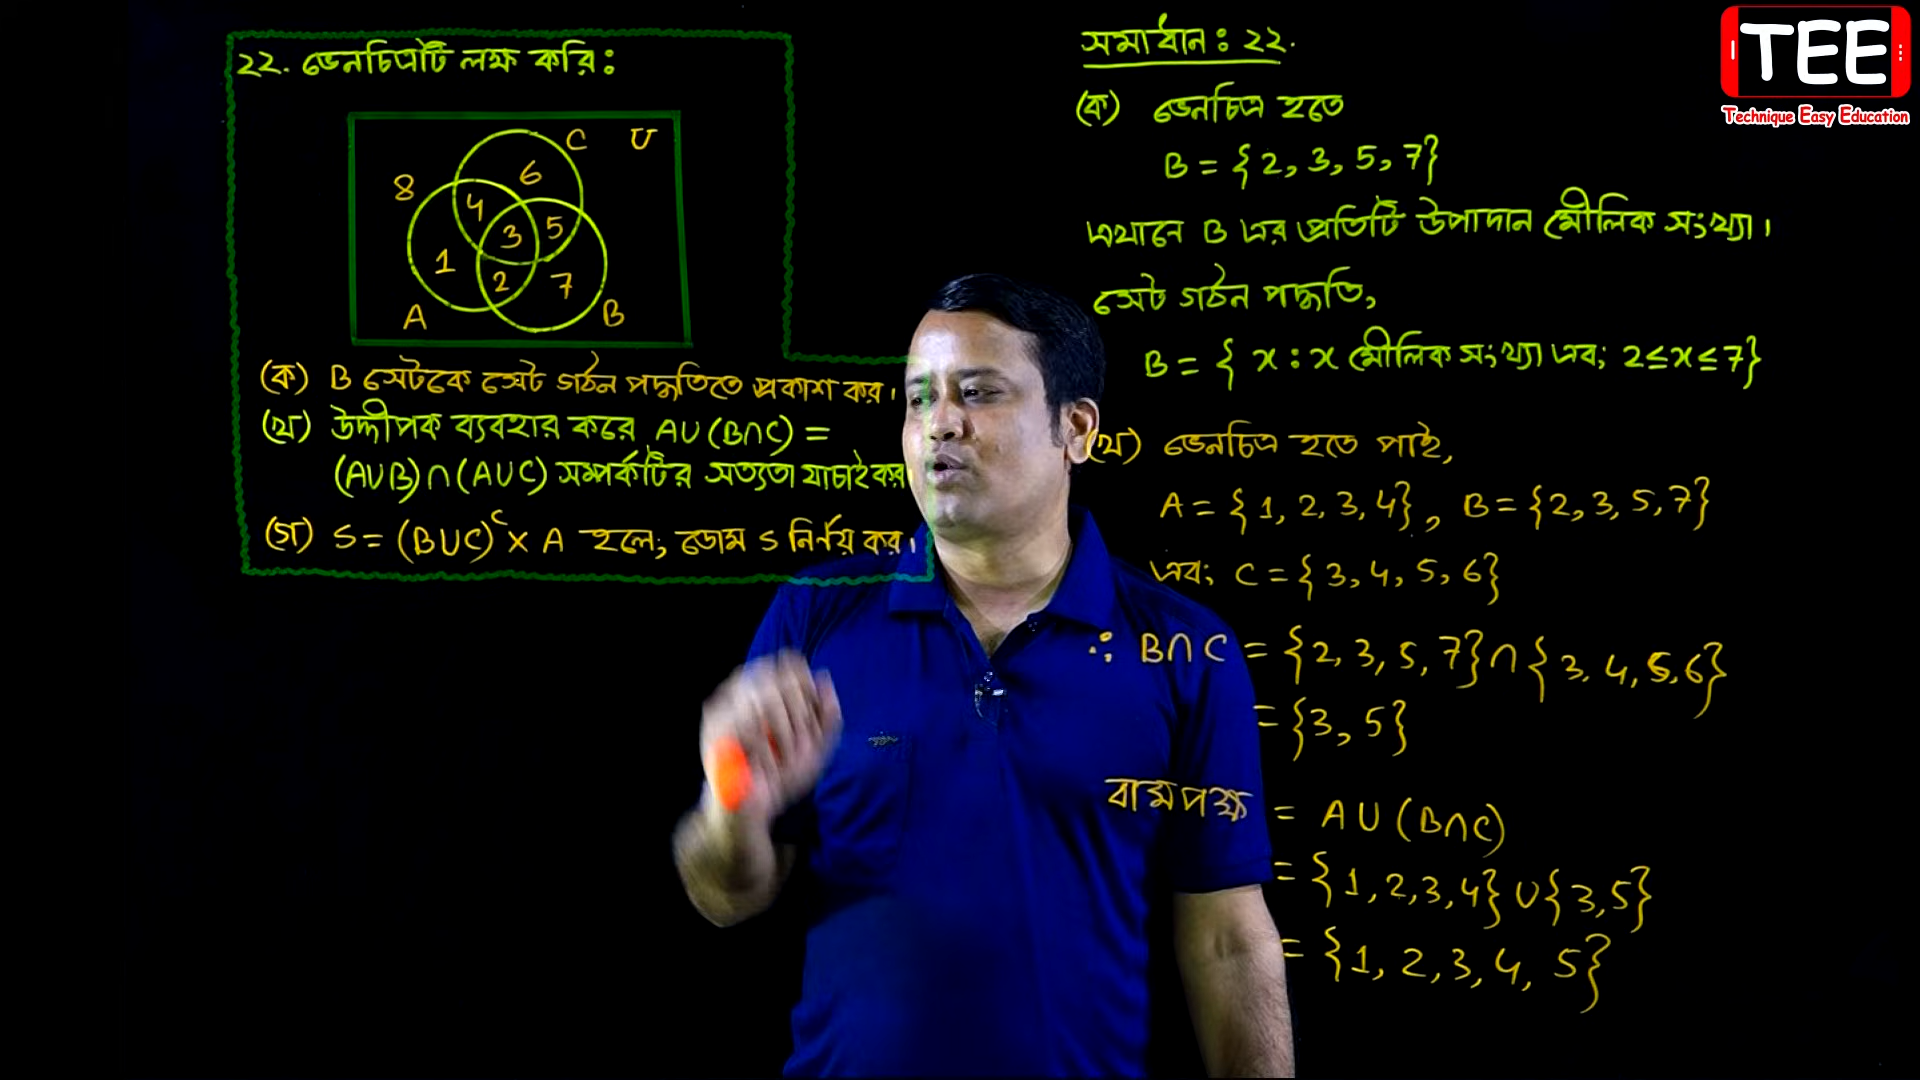 ২২. ভেনচিত্রটি লক্ষ করি :
C
U
6
8
4
5
3
1
2
7
A
B
(ক) B সেটকে সেট গঠন পদ্ধতিতে প্রকাশ কর।
(খ) উদ্দীপক ব্যবহার করে A∪(B∩C) =
(A∪B)∩(A∪C) সম্পর্কটির সত্যতা যাচাই কর।
(গ) S = (B∪C)ᶜ × A হলে, ডোম S নির্ণয় কর।
সমাধান : ২২.
(ক) ভেনচিত্র হতে
B = {2, 3, 5, 7}
এখানে B এর প্রতিটি উপাদান মৌলিক সংখ্যা।
সেট গঠন পদ্ধতি,
B = { x : x মৌলিক সংখ্যা এবং 2≤x≤7}
(খ) ভেনচিত্র হতে পাই,
A = {1, 2, 3, 4}, B = {2, 3, 5, 7}
এবং C = {3, 4, 5, 6}
∴ B∩C = {2, 3, 5, 7}∩{3, 4, 5, 6}
= {3, 5}
বামপক্ষ = A∪(B∩C)
= {1, 2, 3, 4}∪{3, 5}
= {1, 2, 3, 4, 5}
TEE
Technique Easy Education